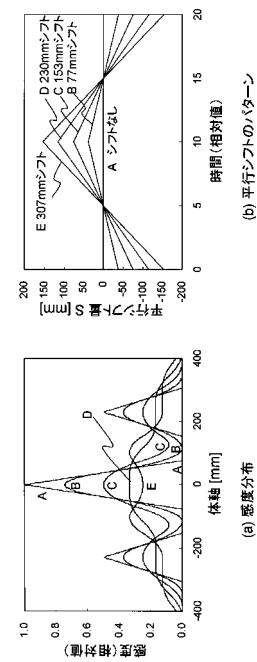 感度(相対値)
1.0
0.8
0.6
0.4
0.2
0.0
A
B
C
D
E
C
B
A
-400
-200
0
200
400
体軸 [mm]
(a) 感度分布
平行シフト量 S [mm]
200
150
100
50
0
-50
-100
-150
-200
E 307mmシフト
D 230mmシフト
C 153mmシフト
B 77mmシフト
A シフトなし
0
5
10
15
20
時間(相対値)
(b) 平行シフトのパターン